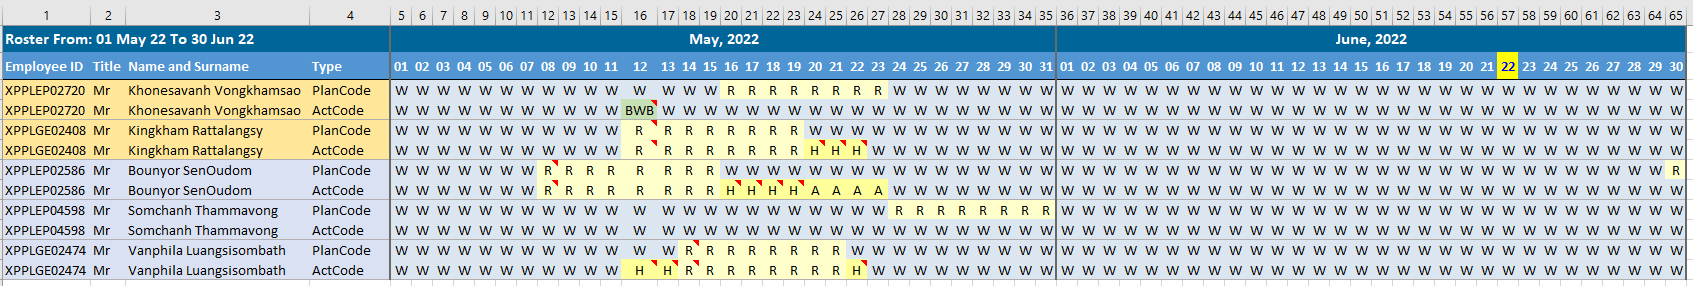 1 2 3 4 5 6 7 8 9 10 11 12 13 14 15 16 17 18 19 20 21 22 23 24 25 26 27 28 29 30 31 32 33 34 35 36 37 38 39 40 41 42 43 44 45 46 47 48 49 50 51 52 53 54 55 56 57 58 59 60 61 62 63 64 65
Roster From: 01 May 22 To 30 Jun 22 May, 2022 June, 2022
Employee ID Title Name and Surname Type 01 02 03 04 05 06 07 08 09 10 11 12 13 14 15 16 17 18 19 20 21 22 23 24 25 26 27 28 29 30 31 01 02 03 04 05 06 07 08 09 10 11 12 13 14 15 16 17 18 19 20 21 22 23 24 25 26 27 28 29 30
XPPLEP02720 Mr Khonesavanh Vongkhamsao PlanCode W W W W W W W W W W W W W W W R R R R R R R R W W W W W W W W W W W W W W W W W W W W W W W W W W W W W W W W W W W W W W
XPPLEP02720 Mr Khonesavanh Vongkhamsao ActCode W W W W W W W W W W W BWB W W W W W W W W W W W W W W W W W W W W W W W W W W W W W W W W W W W W W W W W W W W W W W W W W
XPPLGE02408 Mr Kingkham Rattalangsy PlanCode W W W W W W W W W W W R R R R R R R R W W W W W W W W W W W W W W W W W W W W W W W W W W W W W W W W W W W W W W W W W W
XPPLGE02408 Mr Kingkham Rattalangsy ActCode W W W W W W W W W W W R R R R R R R R H H H W W W W W W W W W W W W W W W W W W W W W W W W W W W W W W W W W W W W W W W
XPPLEP02586 Mr Bounyor SenOudom PlanCode W W W W W W W R R R R R R R R W W W W W W W W W W W W W W W W W W W W W W W W W W W W W W W W W W W W W W W W W W W W W R
XPPLEP02586 Mr Bounyor SenOudom ActCode W W W W W W W R R R R R R R R H H H H A A A A W W W W W W W W W W W W W W W W W W W W W W W W W W W W W W W W W W W W W W
XPPLEP04598 Mr Somchanh Thammavong PlanCode W W W W W W W W W W W W W W W W W W W W W W W R R R R R R R R W W W W W W W W W W W W W W W W W W W W W W W W W W W W W W
XPPLEP04598 Mr Somchanh Thammavong ActCode W W W W W W W W W W W W W W W W W W W W W W W W W W W W W W W W W W W W W W W W W W W W W W W W W W W W W W W W W W W W W
XPPLGE02474 Mr Vanphila Luangsisombath PlanCode W W W W W W W W W W W W W R R R R R R R R W W W W W W W W W W W W W W W W W W W W W W W W W W W W W W W W W W W W W W W W
XPPLGE02474 Mr Vanphila Luangsisombath ActCode W W W W W W W W W W W H H R R R R R R R R H W W W W W W W W W W W W W W W W W W W W W W W W W W W W W W W W W W W W W W W